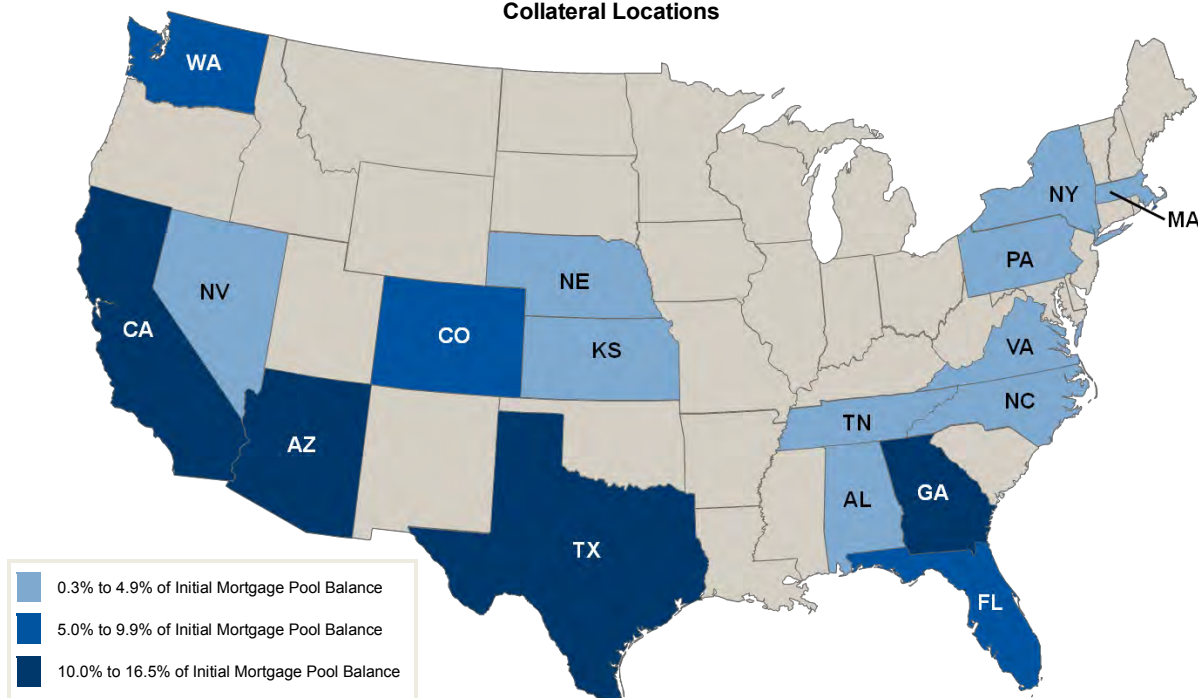 Collateral Locations
WA
NY
MA
PA
NE
NV
CO
KS
CA
VA
NC
TN
AZ
AL
GA
TX
FL
0.3% to 4.9% of Initial Mortgage Pool Balance
5.0% to 9.9% of Initial Mortgage Pool Balance
10.0% to 16.5% of Initial Mortgage Pool Balance